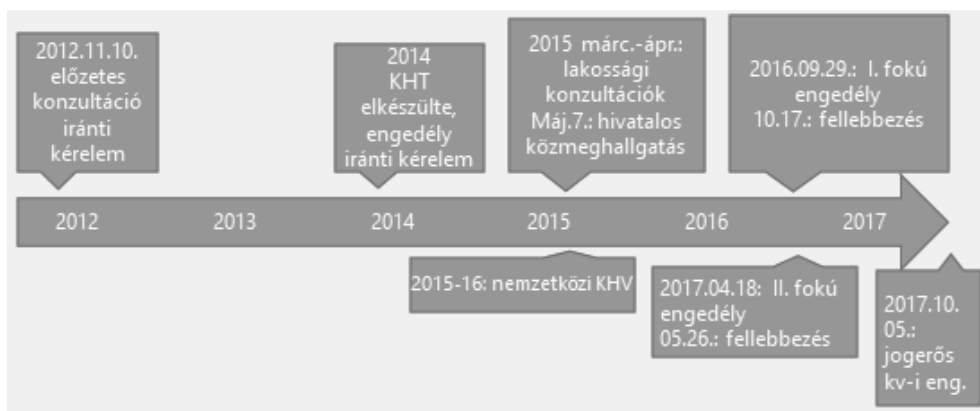 2012.11.10.
előzetes
konzultáció
iránti
kérelem
2014
KHT
elkészülte,
engedély
iránti kérelem
2015 márc.-ápr.:
lakossági
konzultációk
Máj.7.: hivatalos
közmeghallgatás
2016.09.29.: I. fokú
engedély
10.17.: fellebbezés
2012 2013 2014 2015 2016 2017
2015-16: nemzetközi KHV
2017.04.18: II. fokú
engedély
05.26.: fellebbezés
2017.10.
05.:
jogerős
kv-i eng.